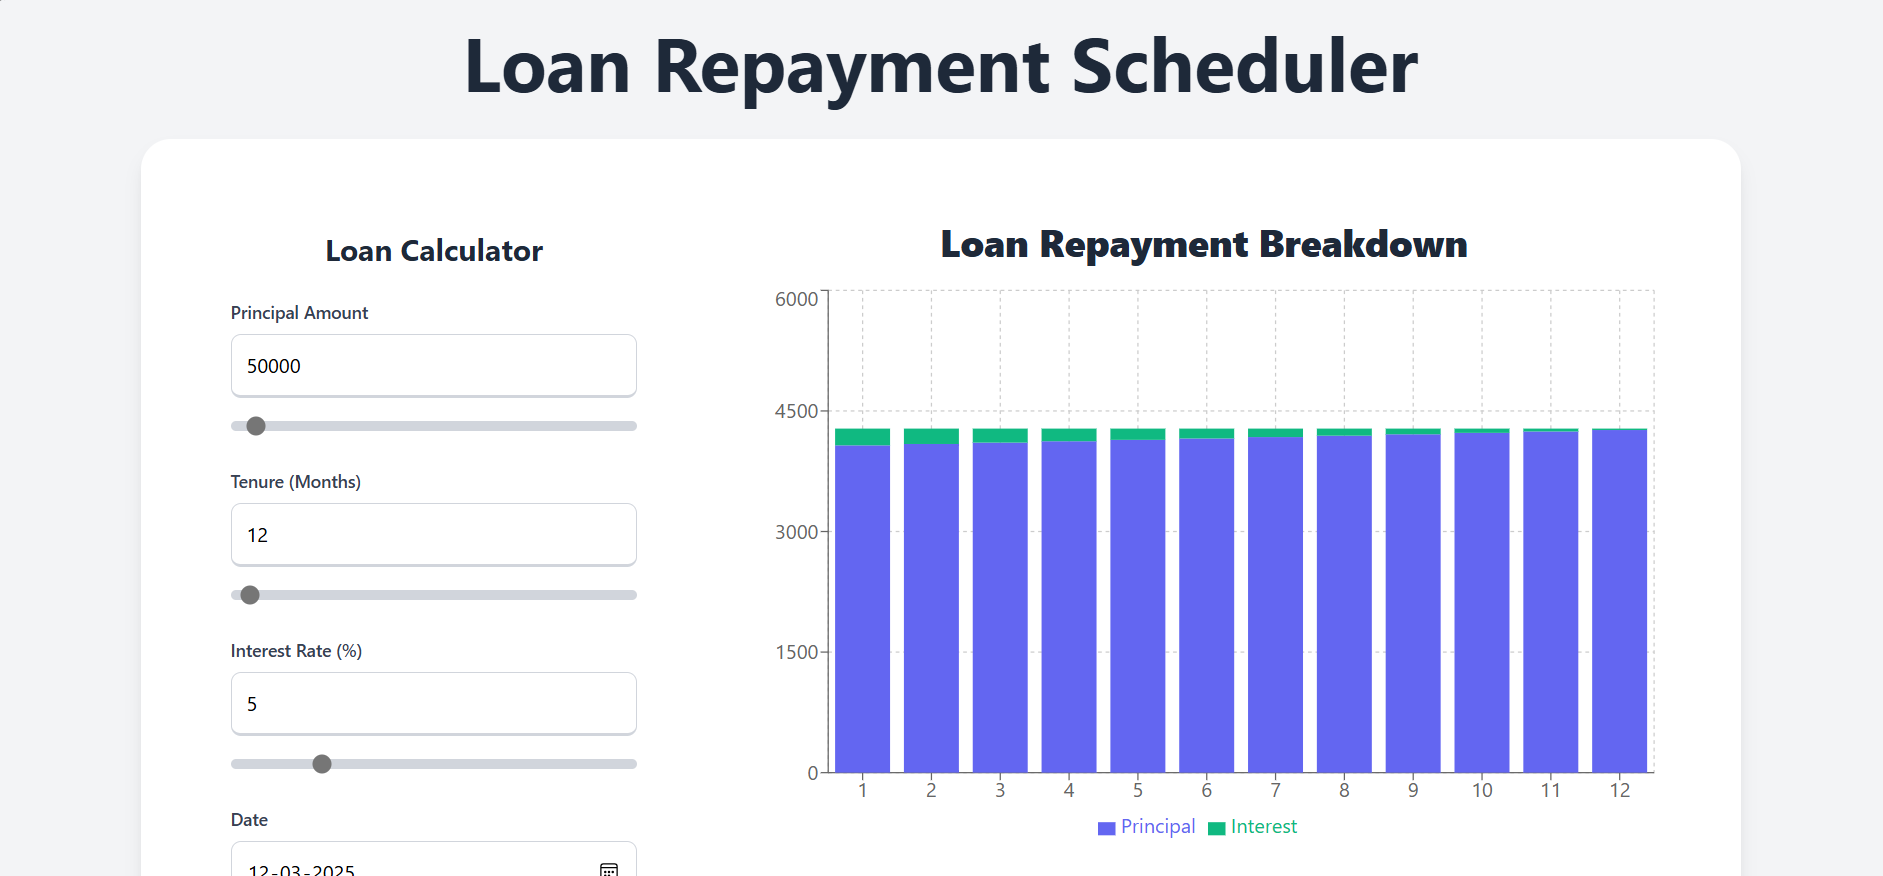 Loan Repayment Scheduler
Loan Calculator
Principal Amount
50000
Tenure (Months)
12
Interest Rate (%)
5
Date
12-03-2025
Loan Repayment Breakdown
6000
4500
3000
1500
0
1 2 3 4 5 6 7 8 9 10 11 12
Principal Interest